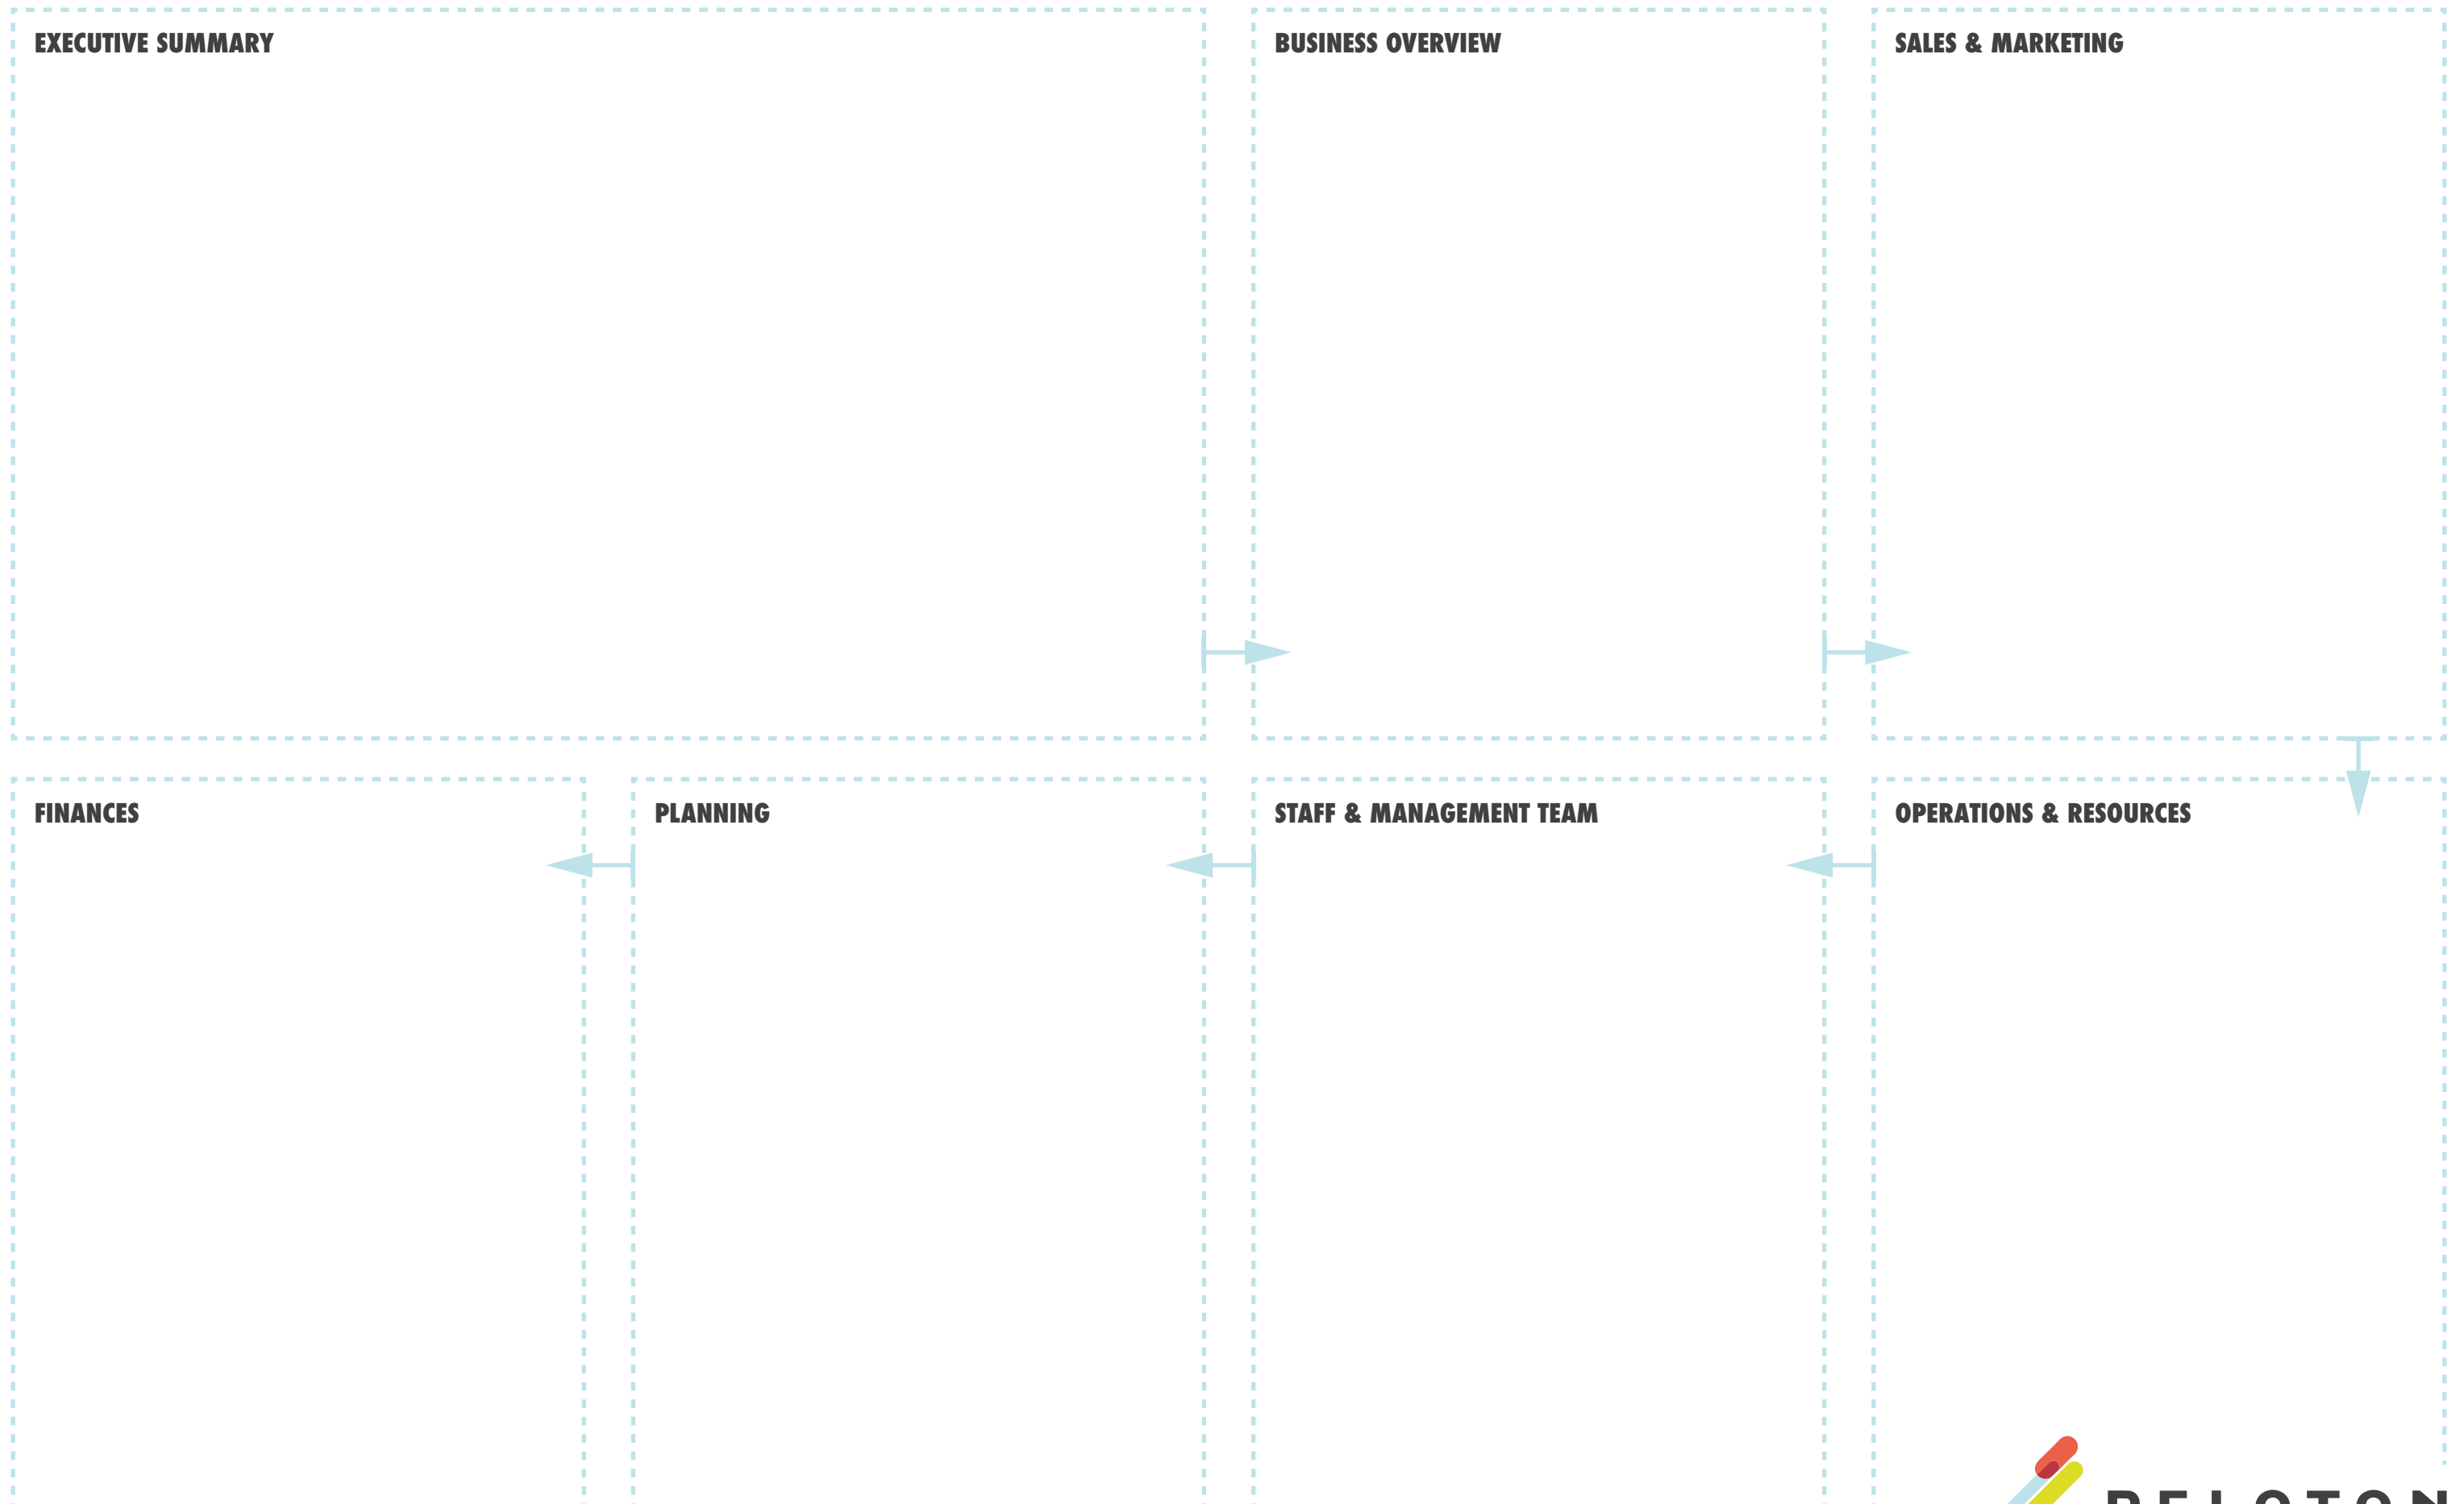 EXECUTIVE SUMMARY
BUSINESS OVERVIEW
SALES & MARKETING
FINANCES
PLANNING
STAFF & MANAGEMENT TEAM
OPERATIONS & RESOURCES